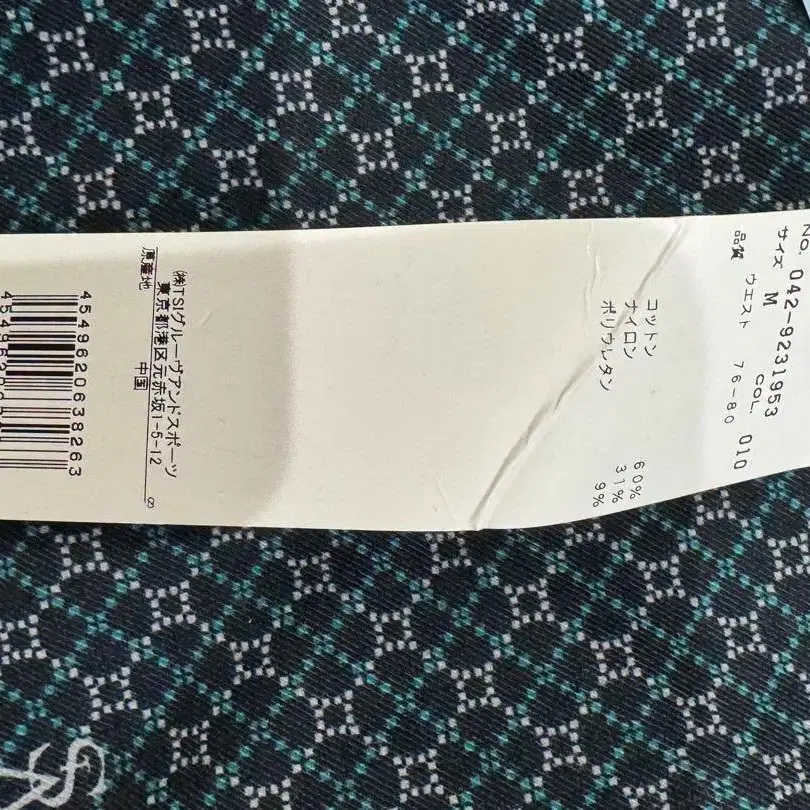 No. 042-9231953 COL. 010
サイズ M
ウエスト 76-80
品質
コットン 60%
ナイロン 31%
ポリウレタン 9%
㈱TSIグルーヴアンドスポーツ
東京都港区元赤坂1-5-12
原産地 中国
4549620638263